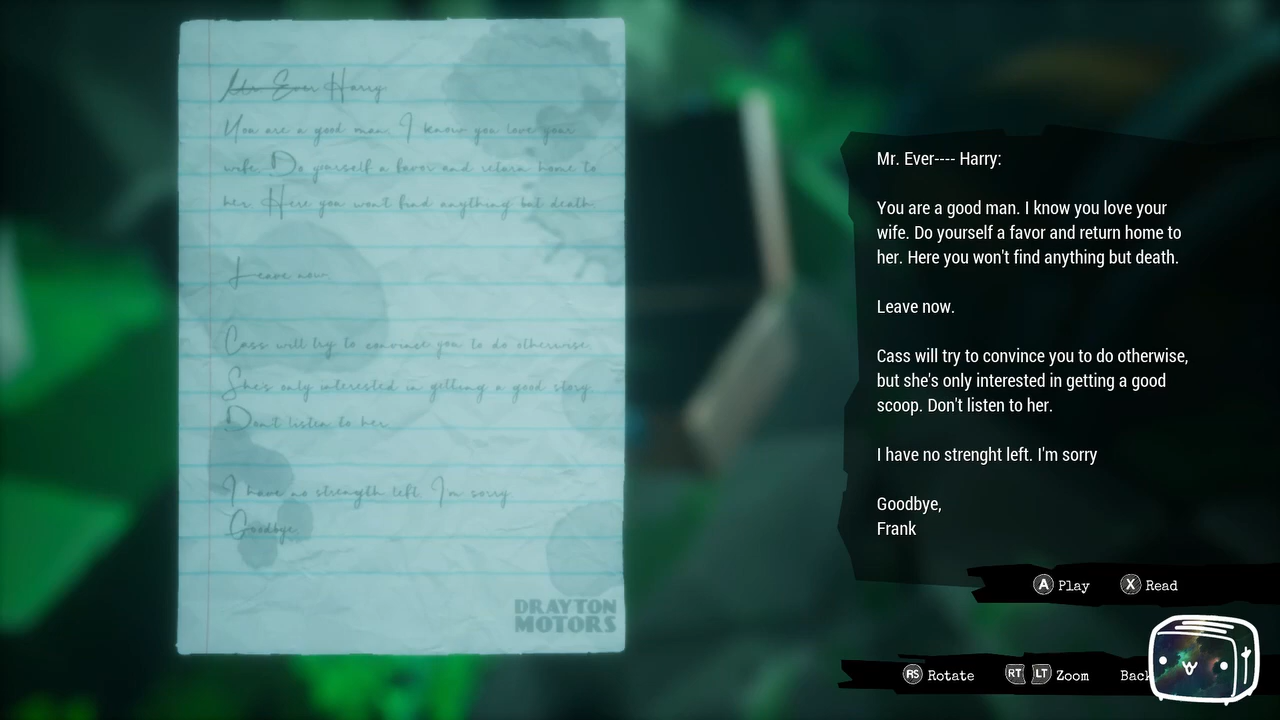 Mr. Ever Harry
You are a good man. I know you love your
wife. Do yourself a favor and return home to
her. Here you won't find anything but death.
Leave now.
Cass will try to convince you to do otherwise.
She's only interested in getting a good story.
Don't listen to her.
I have no strength left. I'm sorry.
Goodbye.
DRAYTON
MOTORS
Mr. Ever---- Harry:
You are a good man. I know you love your
wife. Do yourself a favor and return home to
her. Here you won't find anything but death.
Leave now.
Cass will try to convince you to do otherwise,
but she's only interested in getting a good
scoop. Don't listen to her.
I have no strenght left. I'm sorry
Goodbye,
Frank
A Play X Read
RS Rotate RT LT Zoom Back